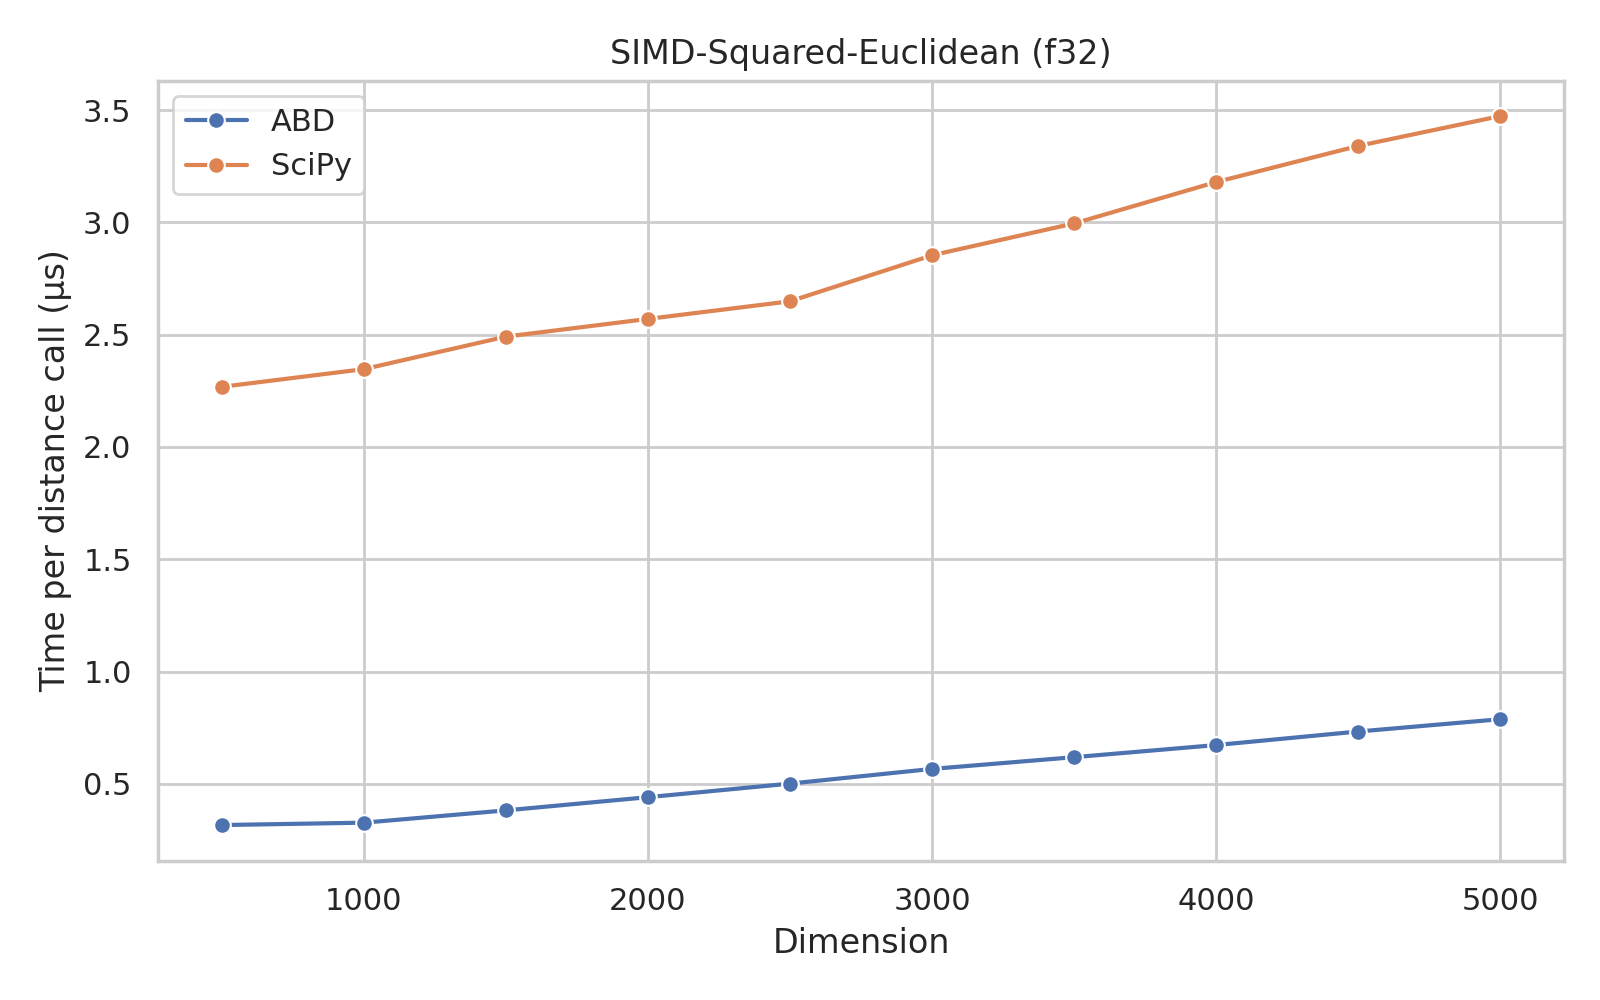 SIMD-Squared-Euclidean (f32)
ABD
SciPy
Time per distance call (µs)
3.5
3.0
2.5
2.0
1.5
1.0
0.5
1000 2000 3000 4000 5000
Dimension